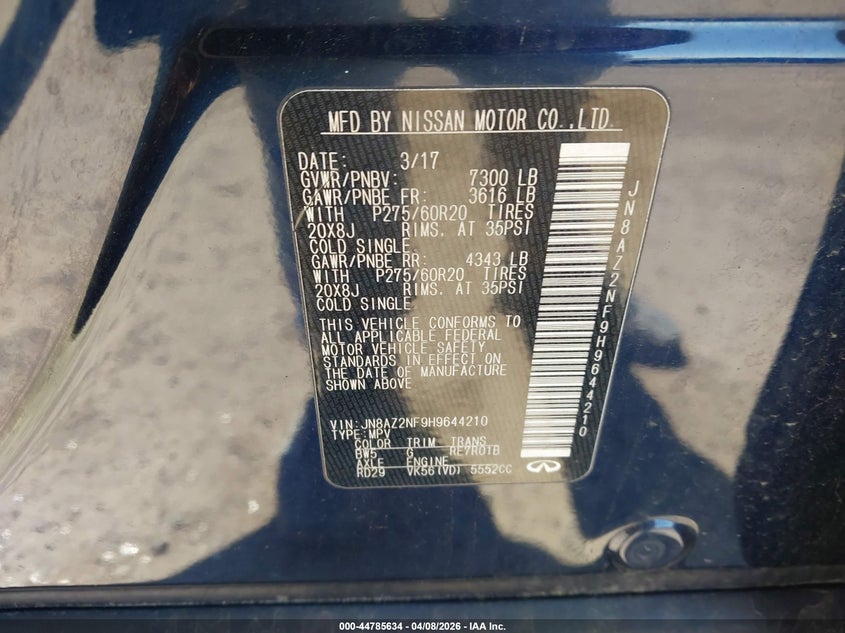 MFD BY NISSAN MOTOR CO.,LTD.
DATE: 3/17
GVWR/PNBV: 7300 LB
GAWR/PNBE FR: 3616 LB
WITH P275/60R20 TIRES
20X8J RIMS. AT 35PSI
COLD SINGLE
GAWR/PNBE RR: 4343 LB
WITH P275/60R20 TIRES
20X8J RIMS. AT 35PSI
COLD SINGLE
THIS VEHICLE CONFORMS TO
ALL APPLICABLE FEDERAL
MOTOR VEHICLE SAFETY
STANDARDS IN EFFECT ON
THE DATE OF MANUFACTURE
SHOWN ABOVE
VIN: JN8AZ2NF9H9644210
TYPE: MPV
COLOR TRIM TRANS
BW5 G RE7R01B
AXLE ENGINE
RD29 VK56(VD) 5552CC
JN8AZ2NF9H9644210
000-44785634 | 04/08/2026 | IAA Inc.